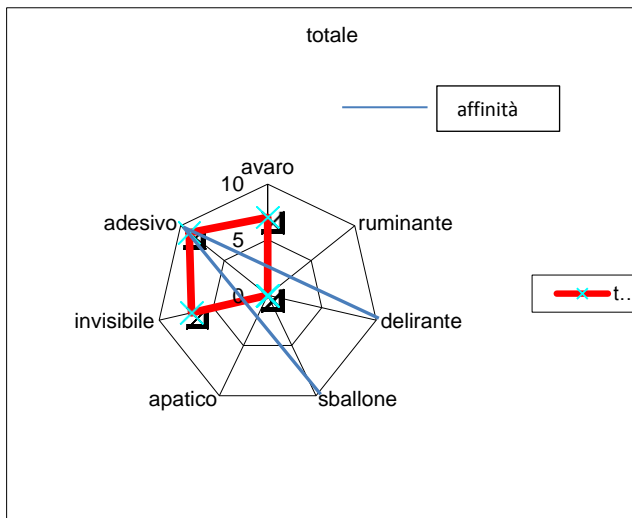 totale
affinità
avaro
10
adesivo
ruminante
5
0
t...
invisibile
delirante
apatico
sballone